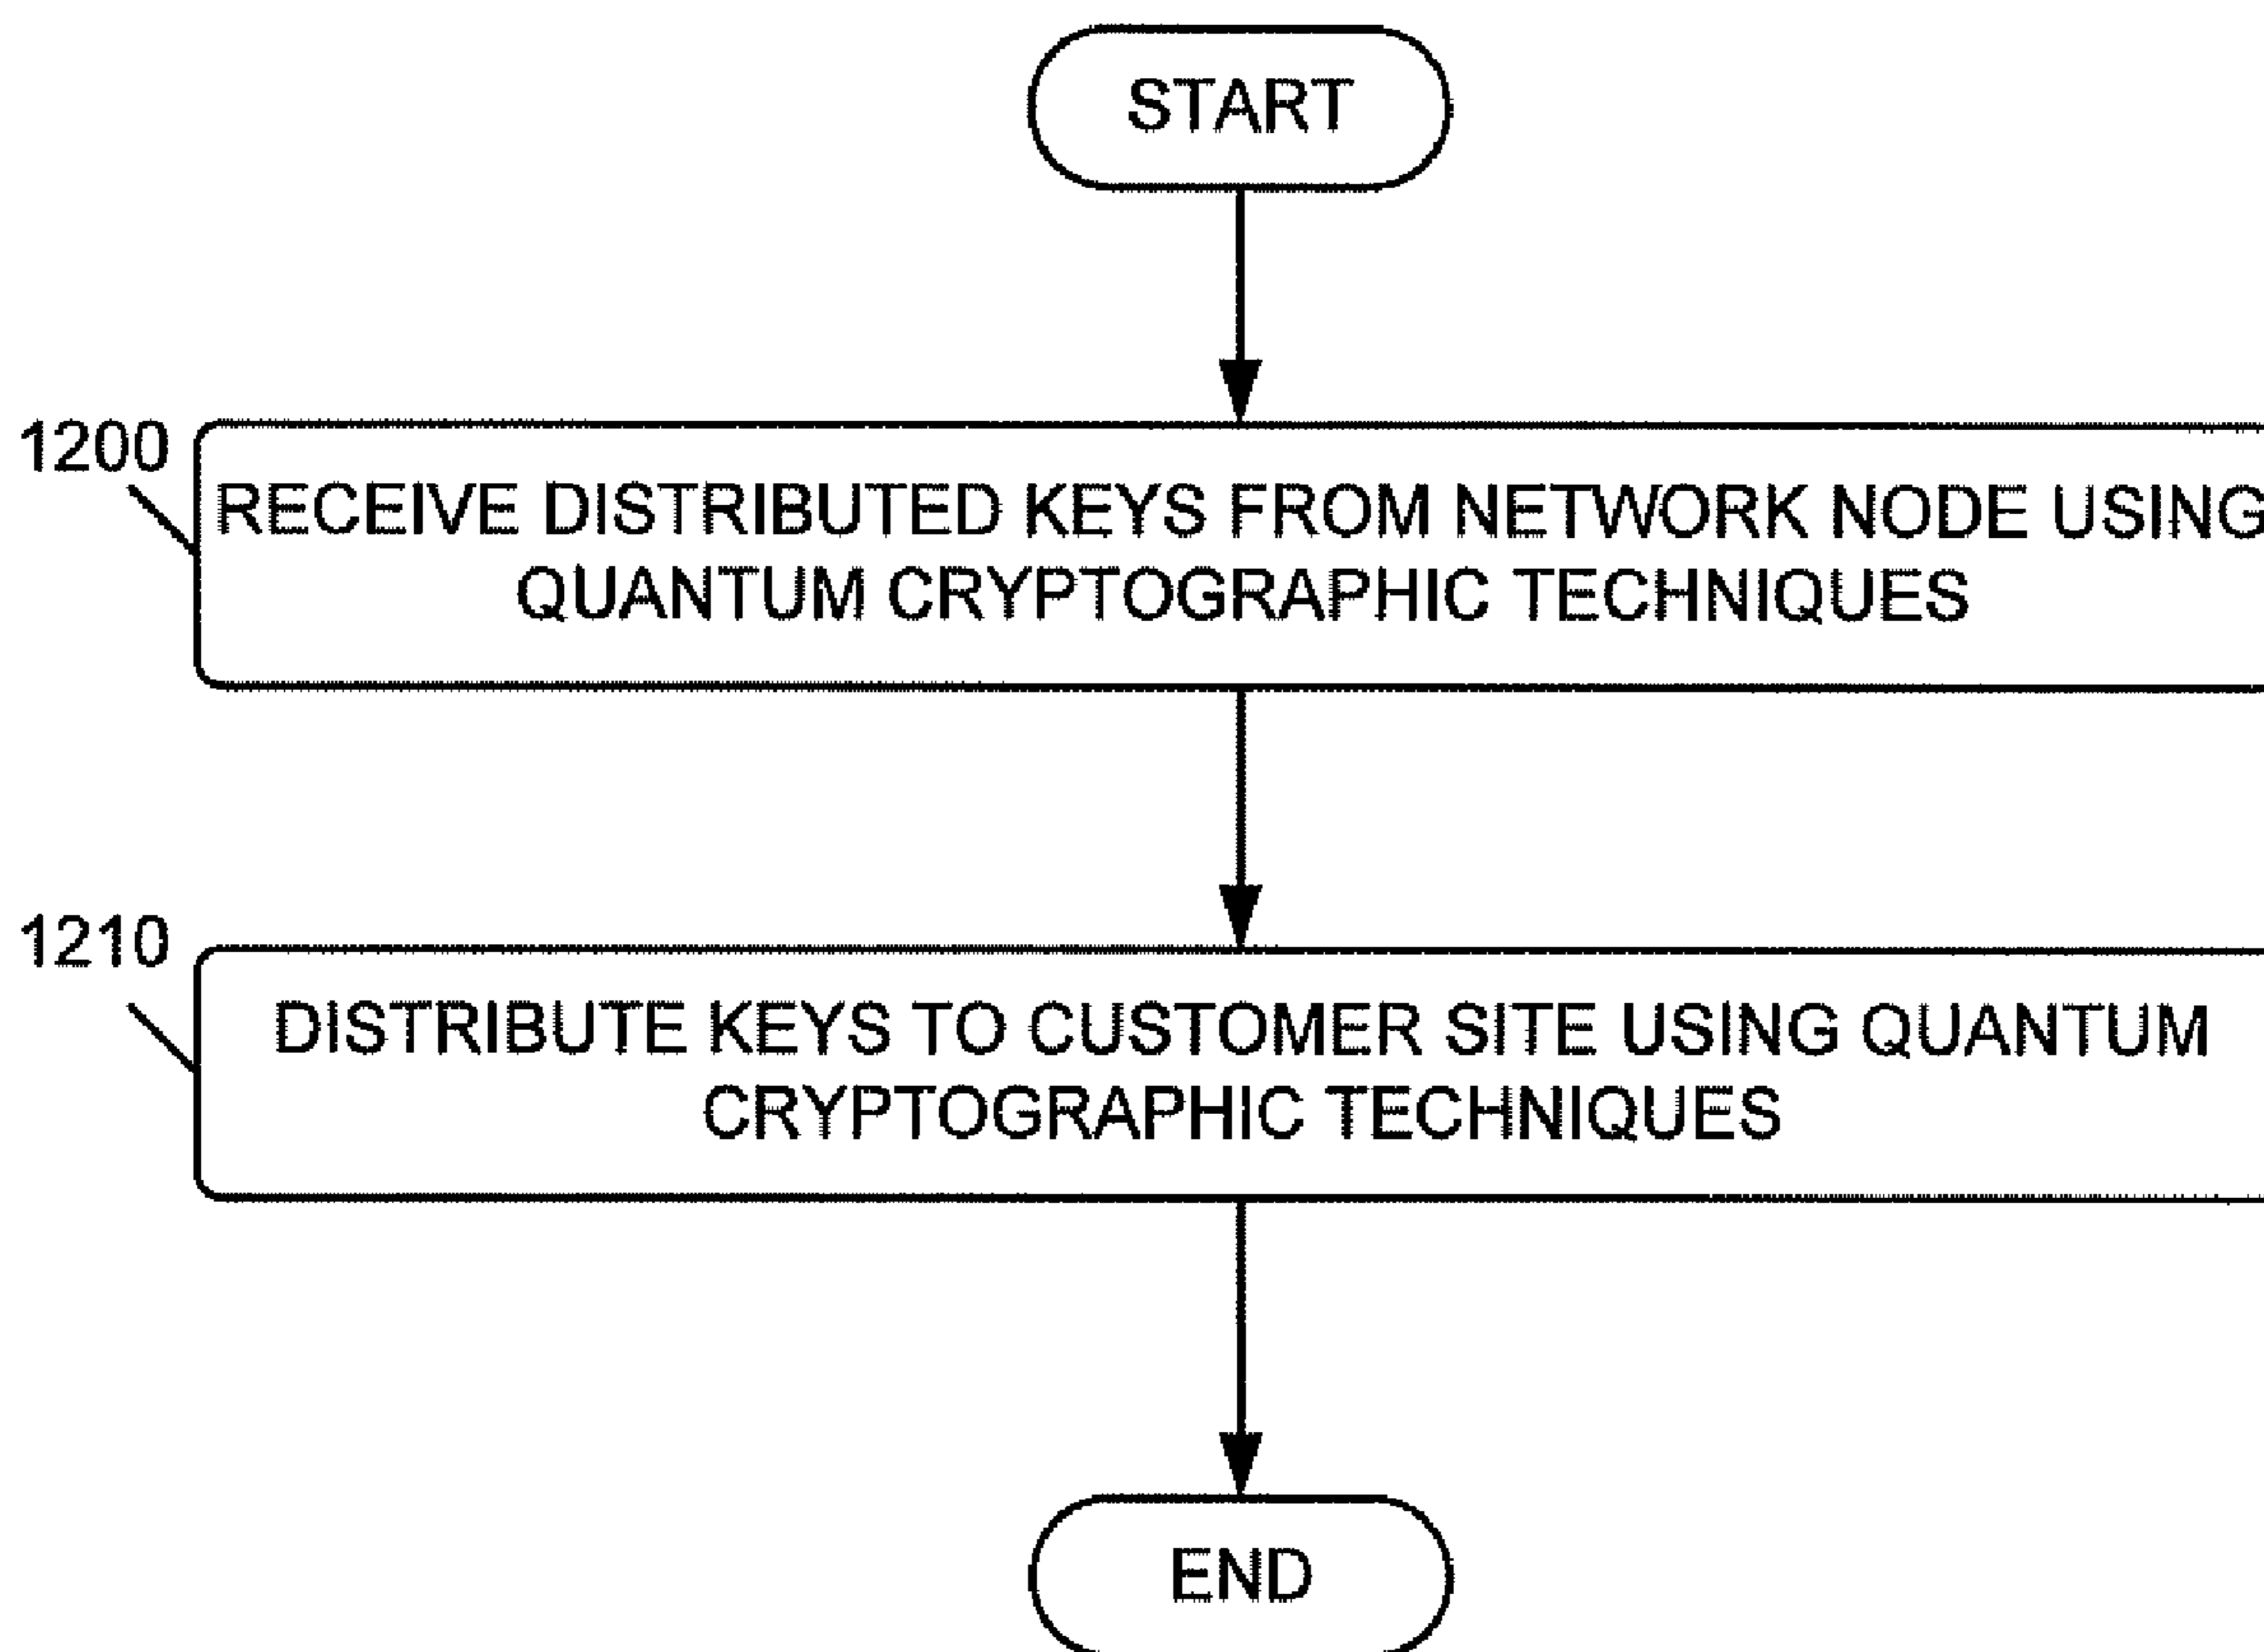 START
1200
RECEIVE DISTRIBUTED KEYS FROM NETWORK NODE USING
QUANTUM CRYPTOGRAPHIC TECHNIQUES
1210
DISTRIBUTE KEYS TO CUSTOMER SITE USING QUANTUM
CRYPTOGRAPHIC TECHNIQUES
END